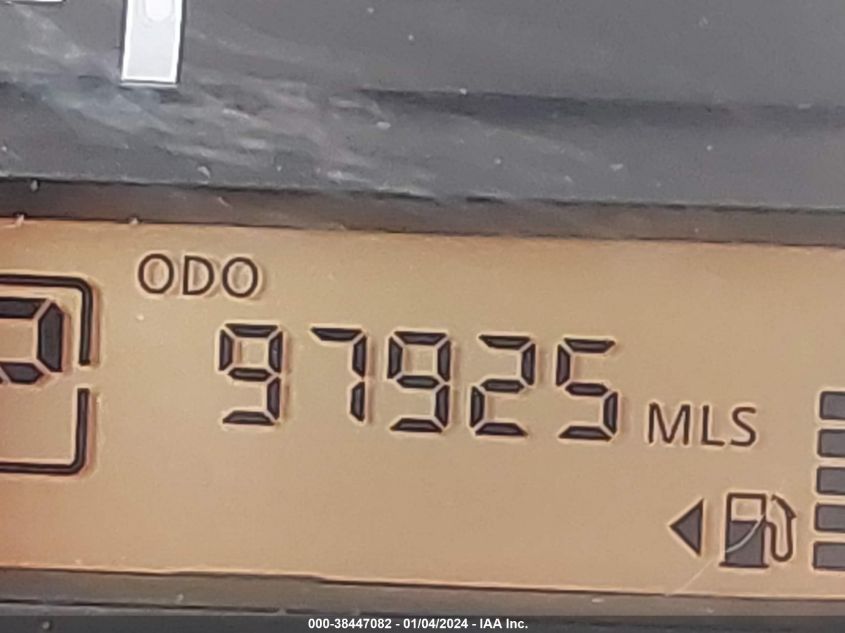 ODO
P
97925 MLS
000-38447082 - 01/04/2024 - IAA Inc.